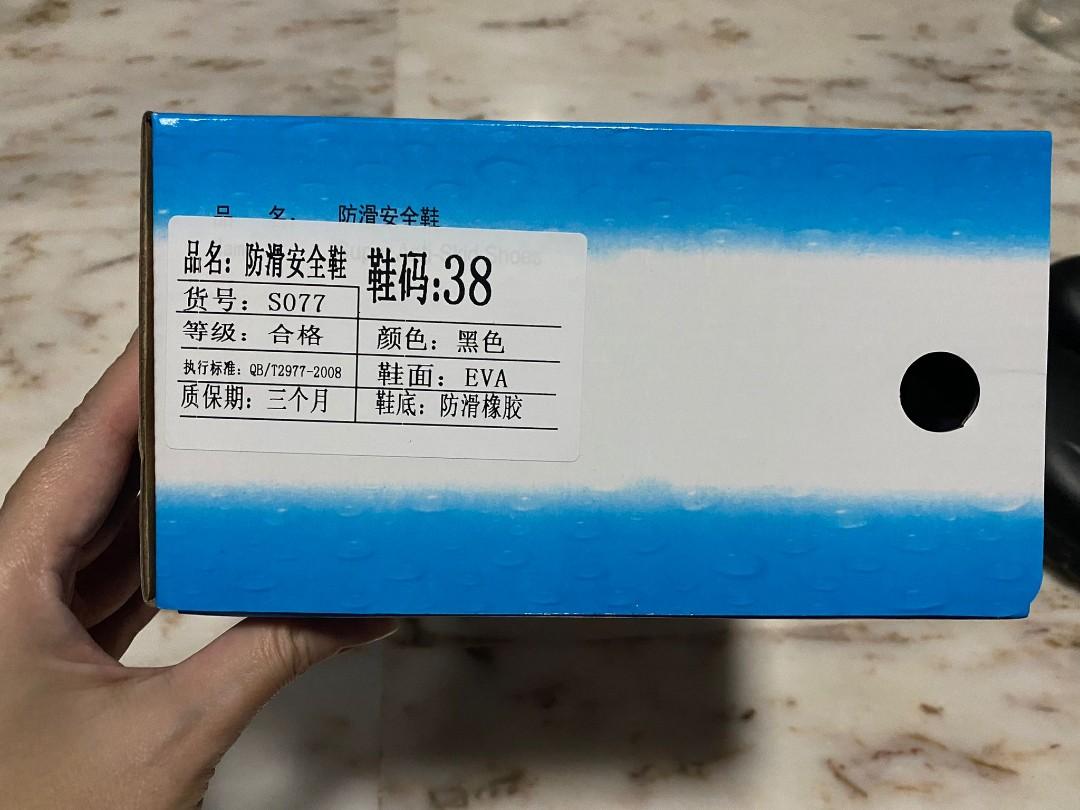 品 名: 防滑安全鞋
Skid Shoes
品名: 防滑安全鞋
鞋码:38
货号: S077
等级: 合格
颜色: 黑色
执行标准: QB/T2977-2008
鞋面: EVA
质保期: 三个月
鞋底: 防滑橡胶